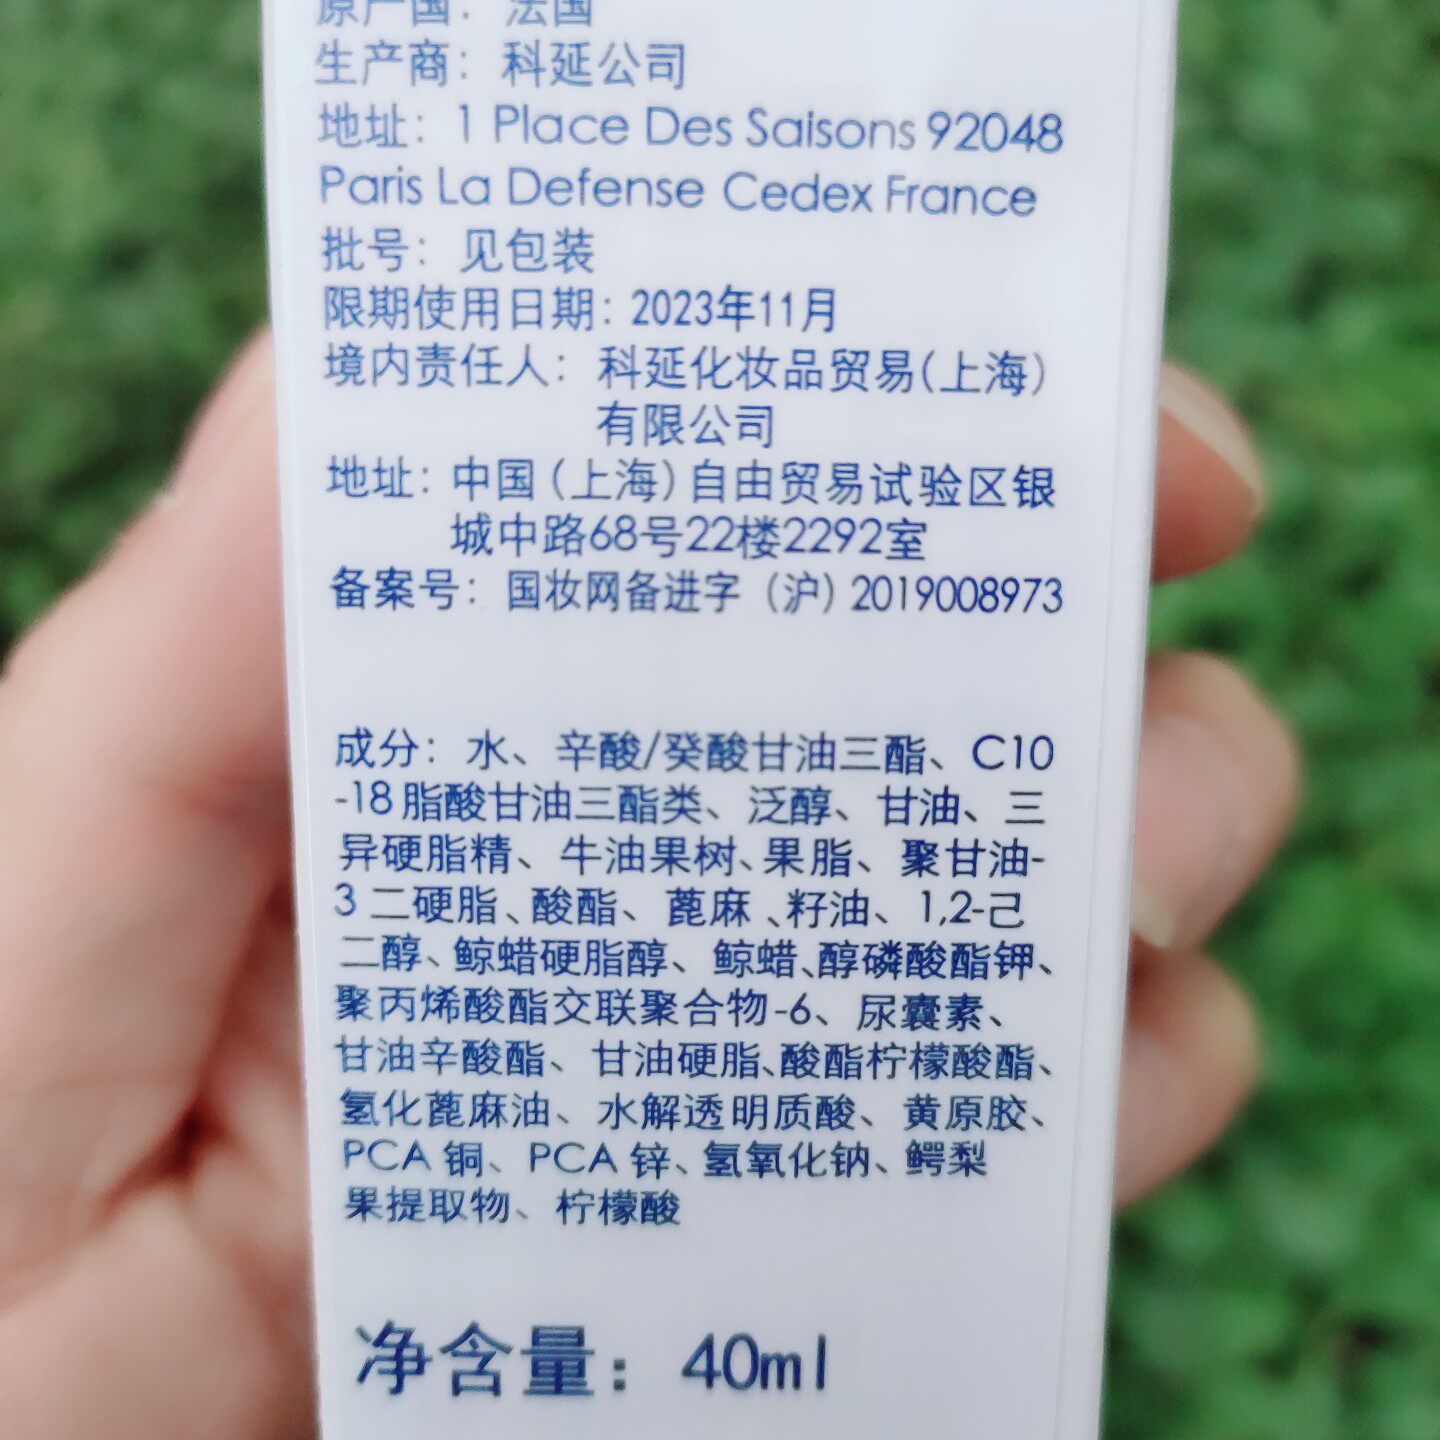 原产国：法国
生产商：科延公司
地址：1 Place Des Saisons 92048
Paris La Defense Cedex France
批号：见包装
限期使用日期：2023年11月
境内责任人：科延化妆品贸易(上海)
有限公司
地址：中国(上海)自由贸易试验区银
城中路68号22楼2292室
备案号：国妆网备进字（沪）2019008973
成分：水、辛酸/癸酸甘油三酯、C10
-18脂酸甘油三酯类、泛醇、甘油、三
异硬脂精、牛油果树、果脂、聚甘油-
3二硬脂、酸酯、蓖麻、籽油、1,2-己
二醇、鲸蜡硬脂醇、鲸蜡、醇磷酸酯钾、
聚丙烯酸酯交联聚合物-6、尿囊素、
甘油辛酸酯、甘油硬脂、酸酯柠檬酸酯、
氢化蓖麻油、水解透明质酸、黄原胶、
PCA铜、PCA锌、氢氧化钠、鳄梨
果提取物、柠檬酸
净含量：40ml